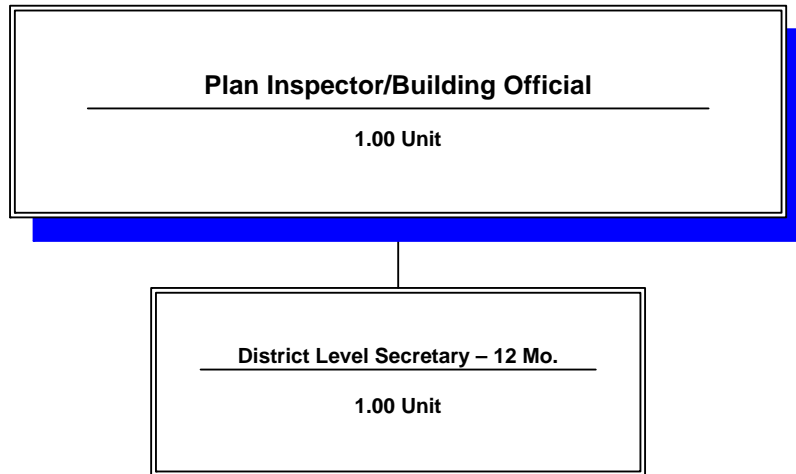 Plan Inspector/Building Official
1.00 Unit
District Level Secretary – 12 Mo.
1.00 Unit